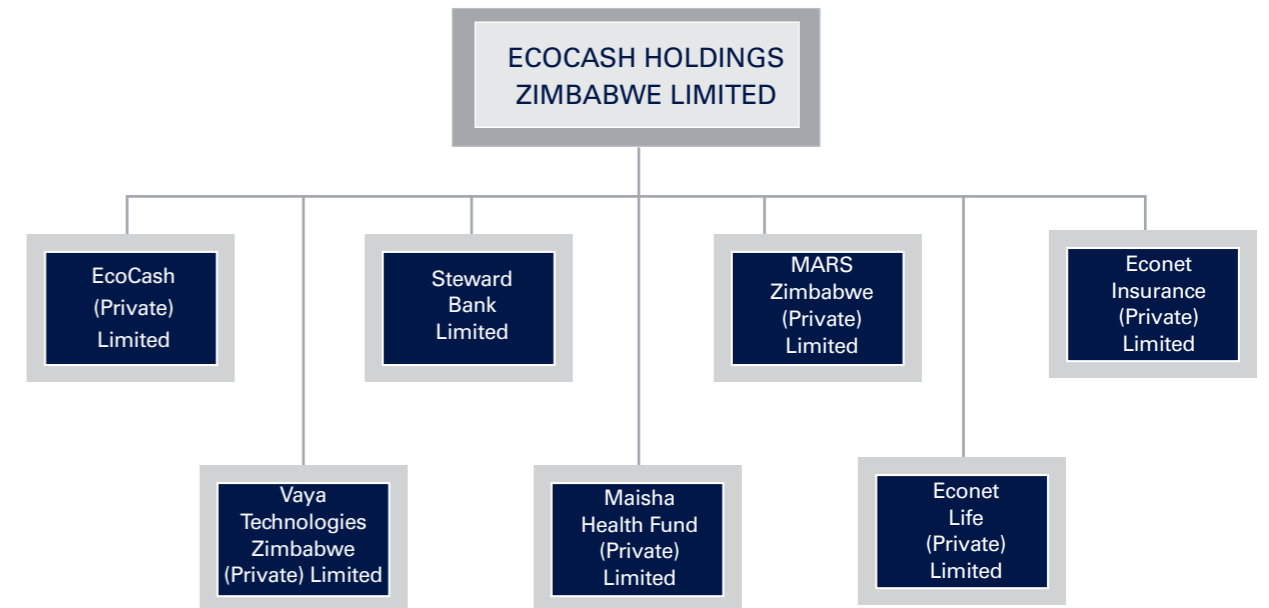 ECOCASH HOLDINGS
ZIMBABWE LIMITED
EcoCash
(Private)
Limited
Steward
Bank
Limited
MARS
Zimbabwe
(Private)
Limited
Econet
Insurance
(Private)
Limited
Vaya
Technologies
Zimbabwe
(Private) Limited
Maisha
Health Fund
(Private)
Limited
Econet
Life
(Private)
Limited